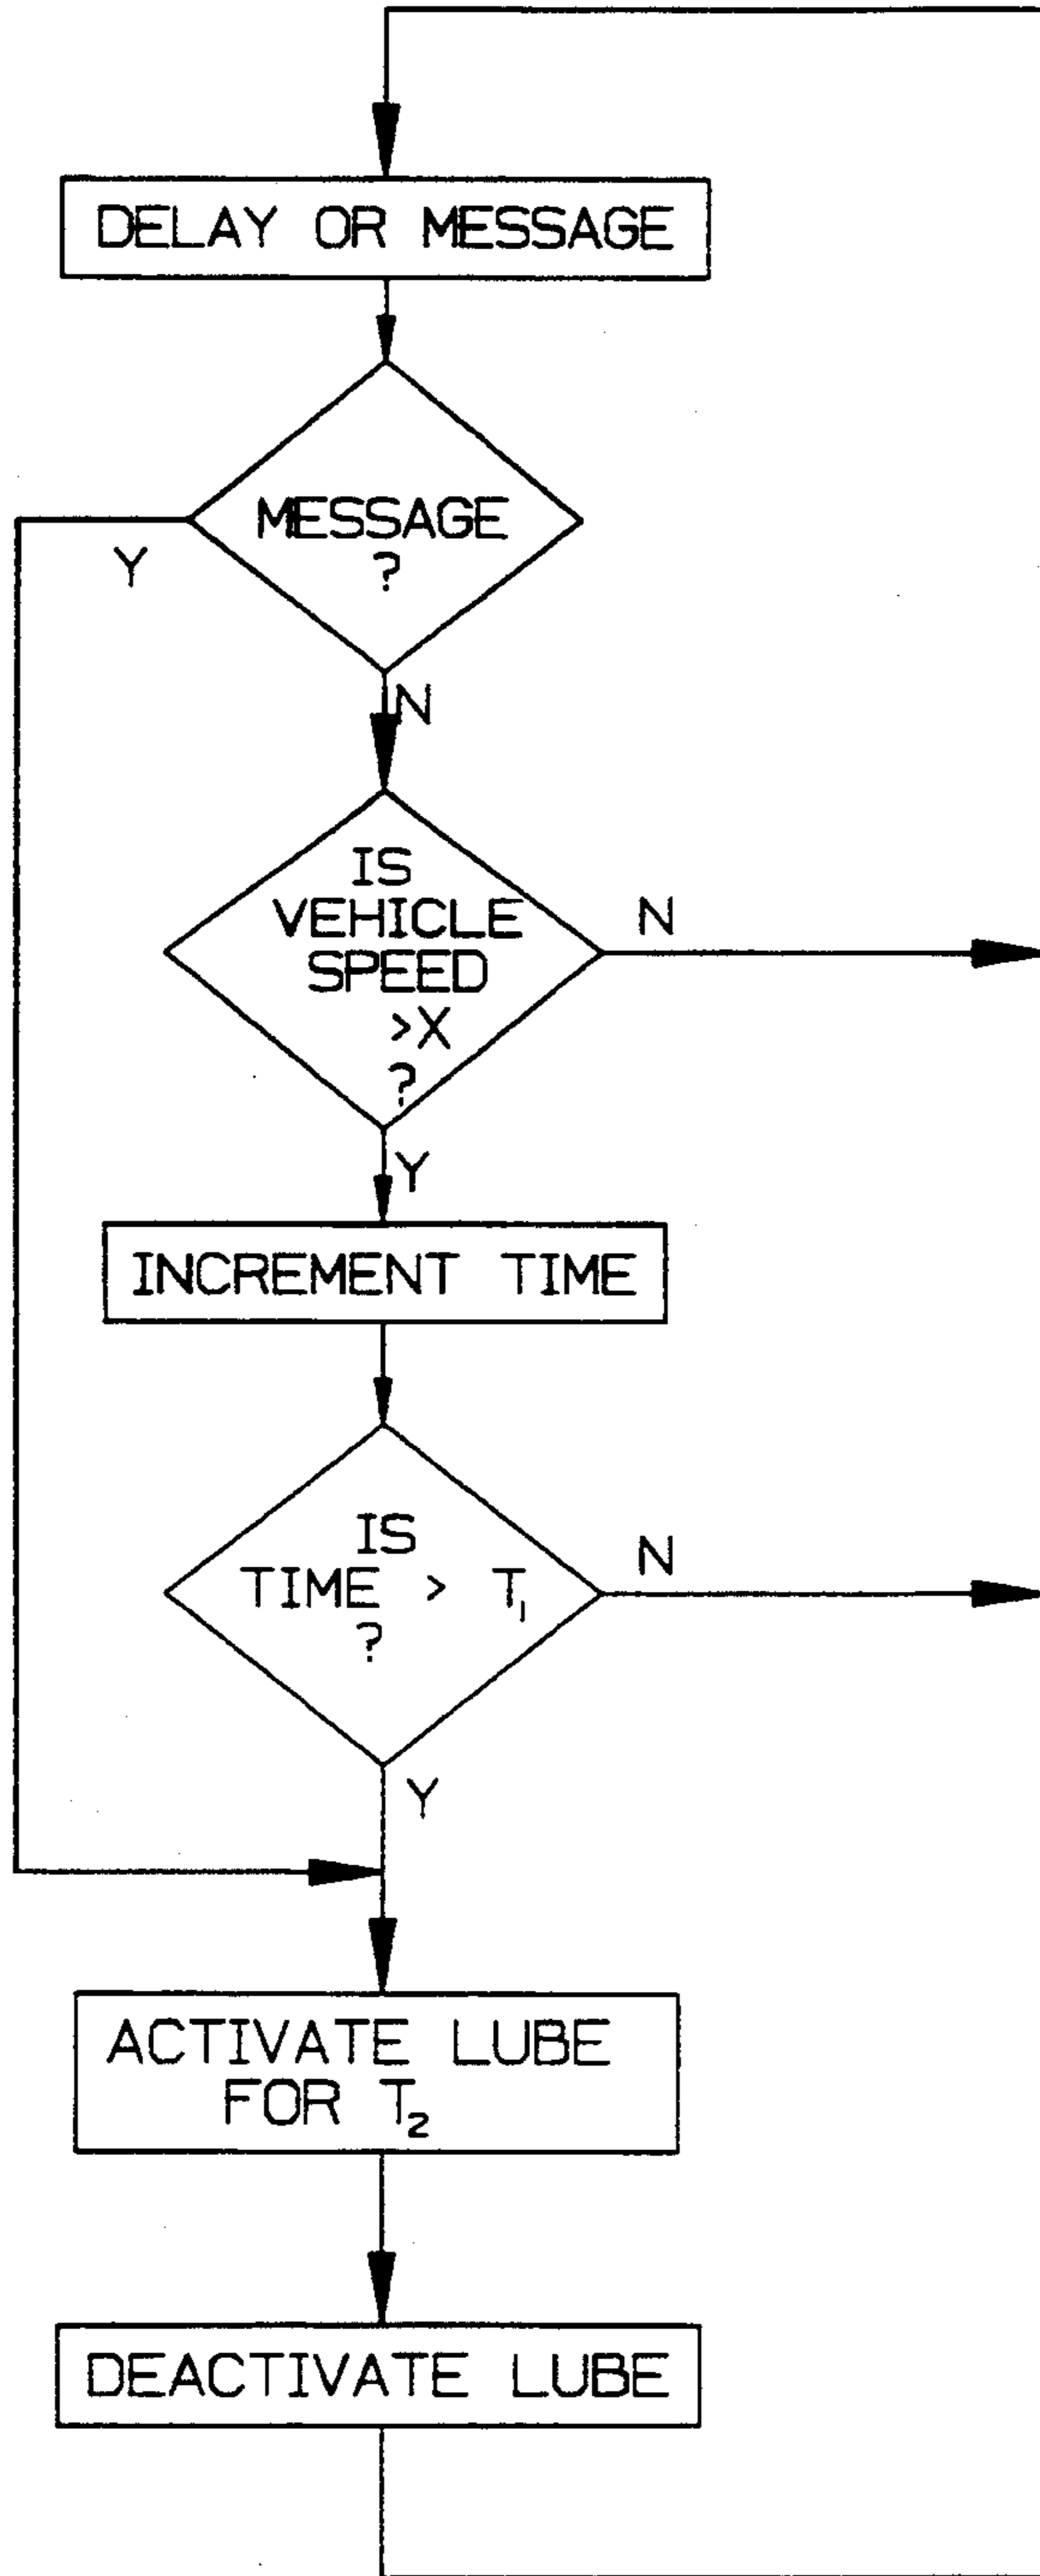 DELAY OR MESSAGE
MESSAGE
?
Y
N
IS
VEHICLE
SPEED
>X
?
N
Y
INCREMENT TIME
IS
TIME > T₁
?
N
Y
ACTIVATE LUBE
FOR T₂
DEACTIVATE LUBE